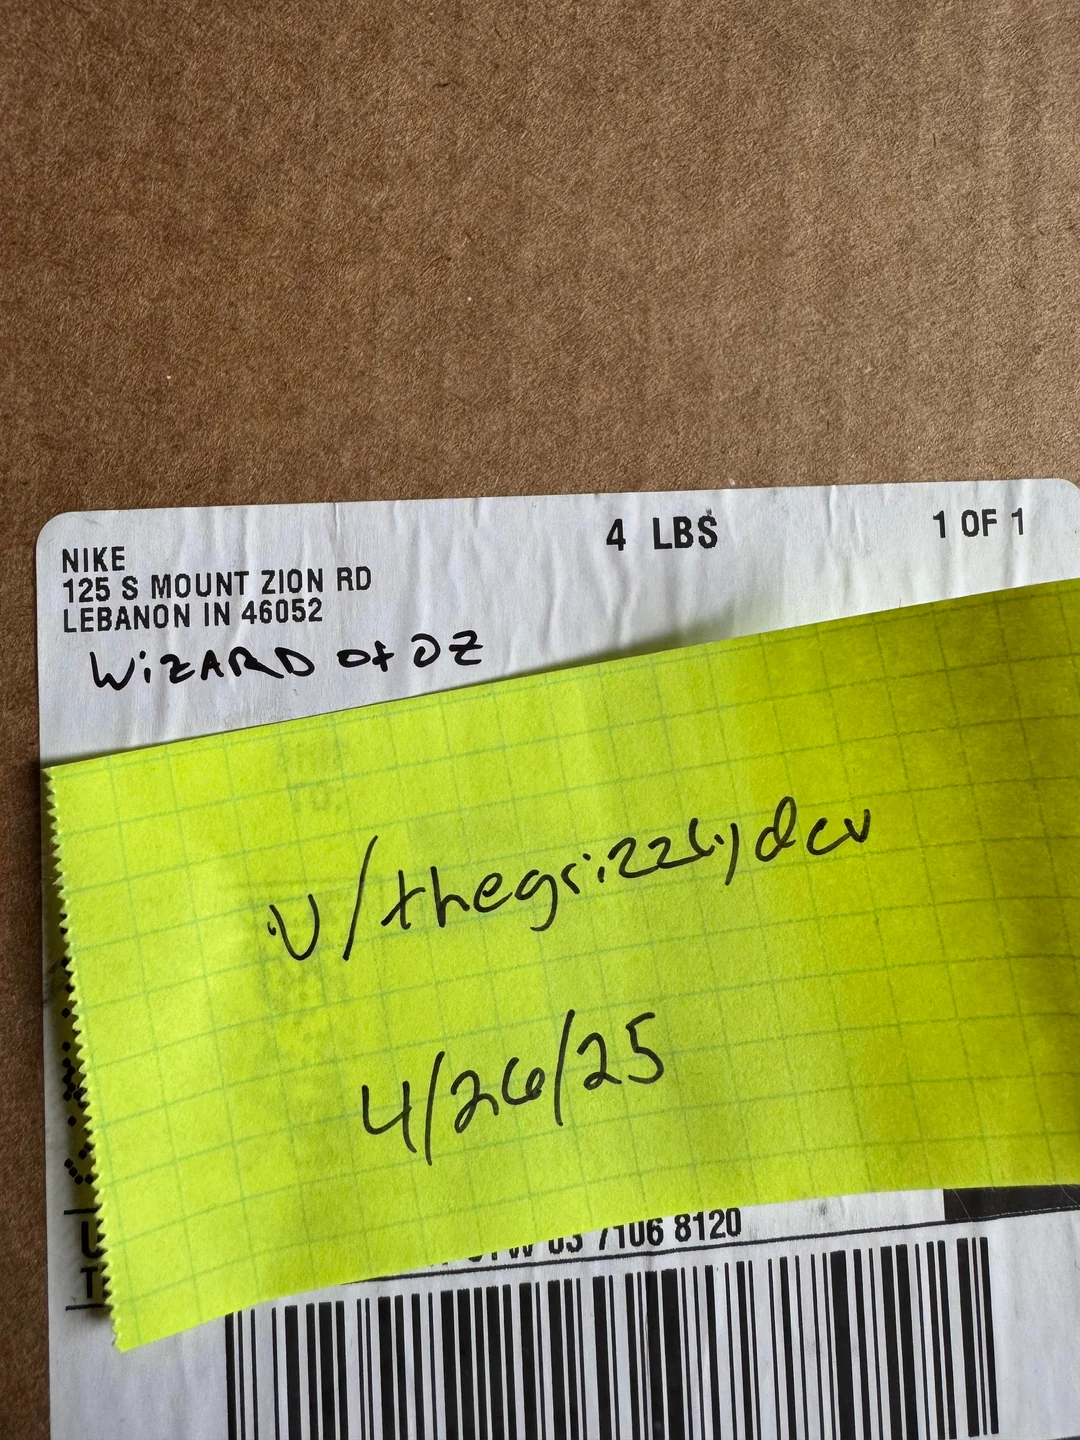 NIKE
4 LBS
1 OF 1
125 S MOUNT ZION RD
LEBANON IN 46052
WiZARD Of OZ
U/thegrizzlydev
4/26/25
03 7106 8120